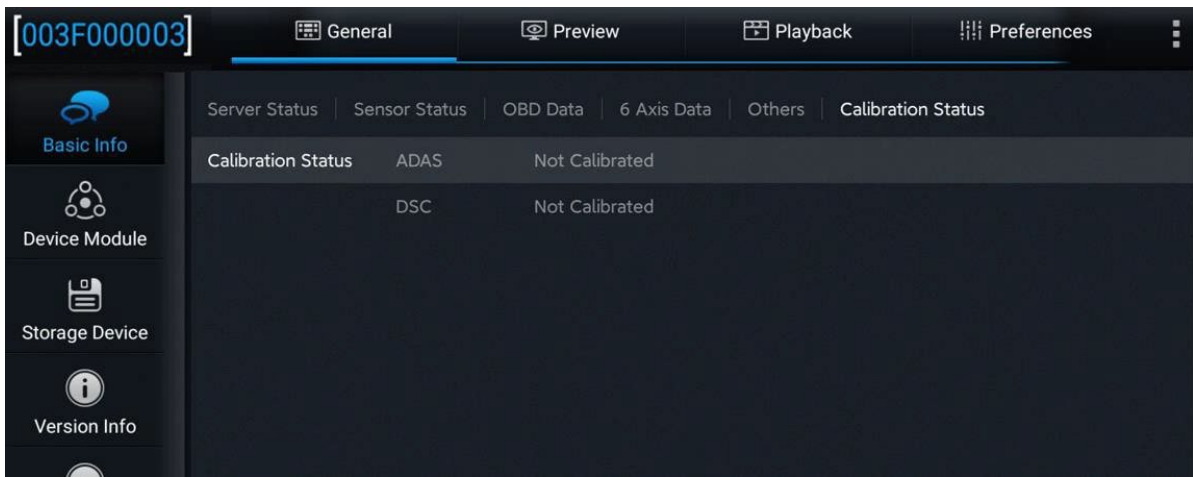 [003F000003]
General
Preview
Playback
Preferences
Basic Info
Device Module
Storage Device
Version Info
Server Status | Sensor Status | OBD Data | 6 Axis Data | Others | Calibration Status
Calibration Status ADAS Not Calibrated
DSC Not Calibrated